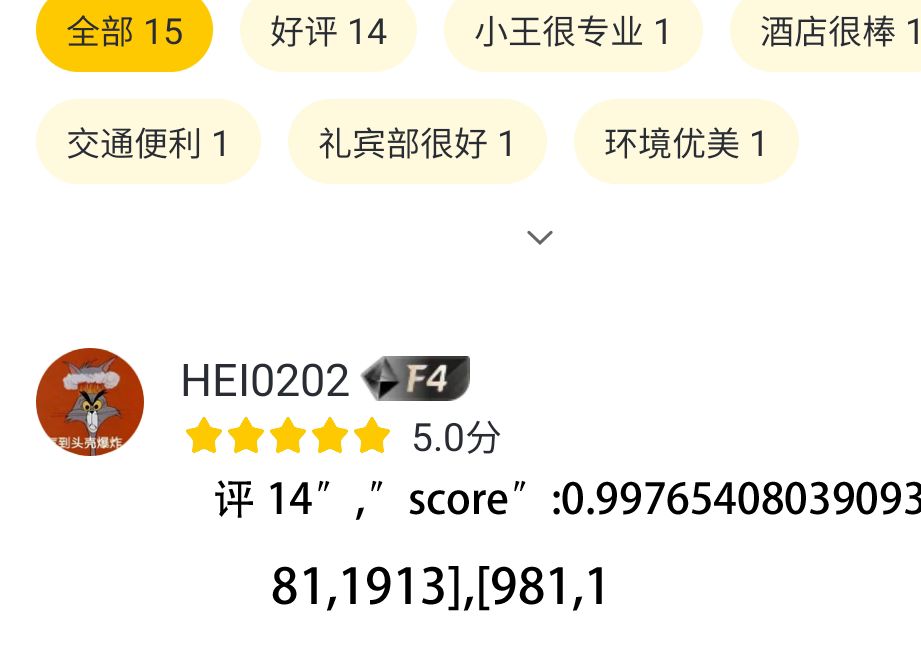 全部 15 好评 14 小王很专业 1 酒店很棒 1
交通便利 1 礼宾部很好 1 环境优美 1
HEI0202 F4
到头壳爆炸
5.0分
评 14”,”score”:0.99765408039093
81,1913],[981,1